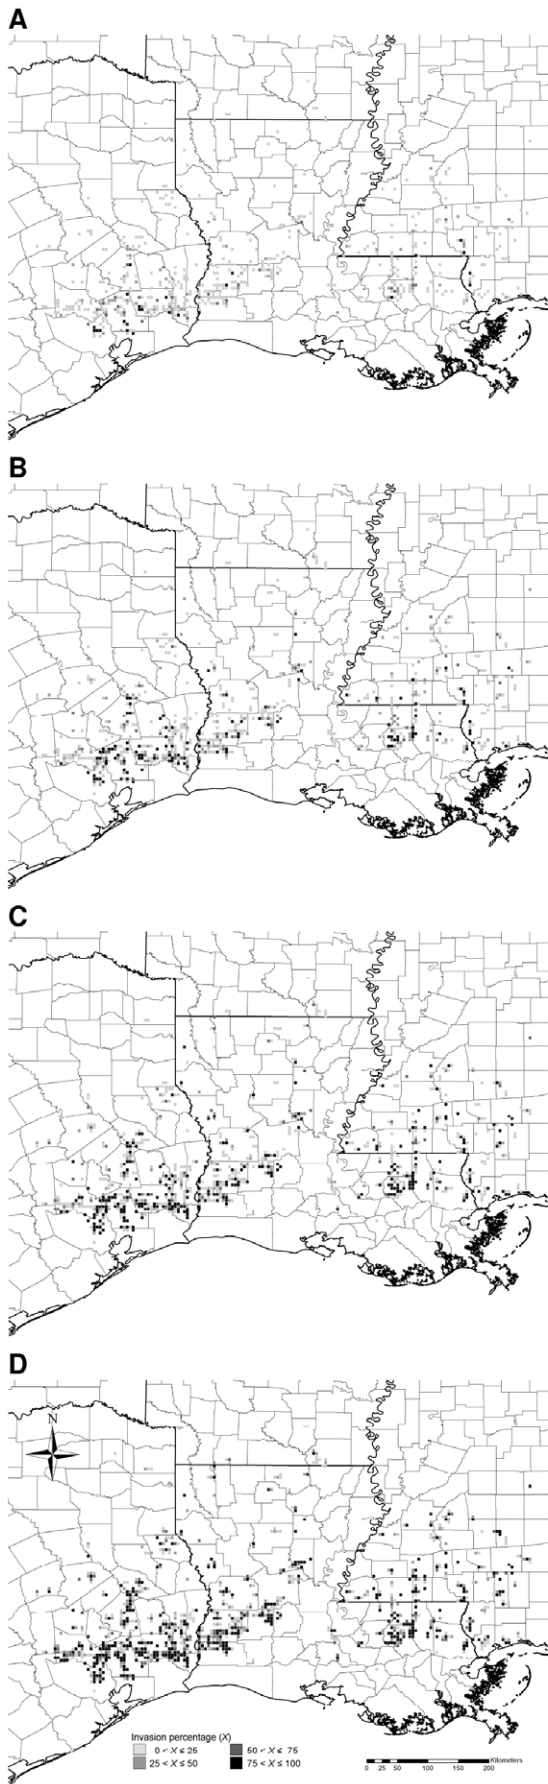 A
B
C
D
N
Invasion percentage (X)
0 < X ≤ 25
50 < X ≤ 75
25 < X ≤ 50
75 < X ≤ 100
Kilometers
0 25 50 100 150 200